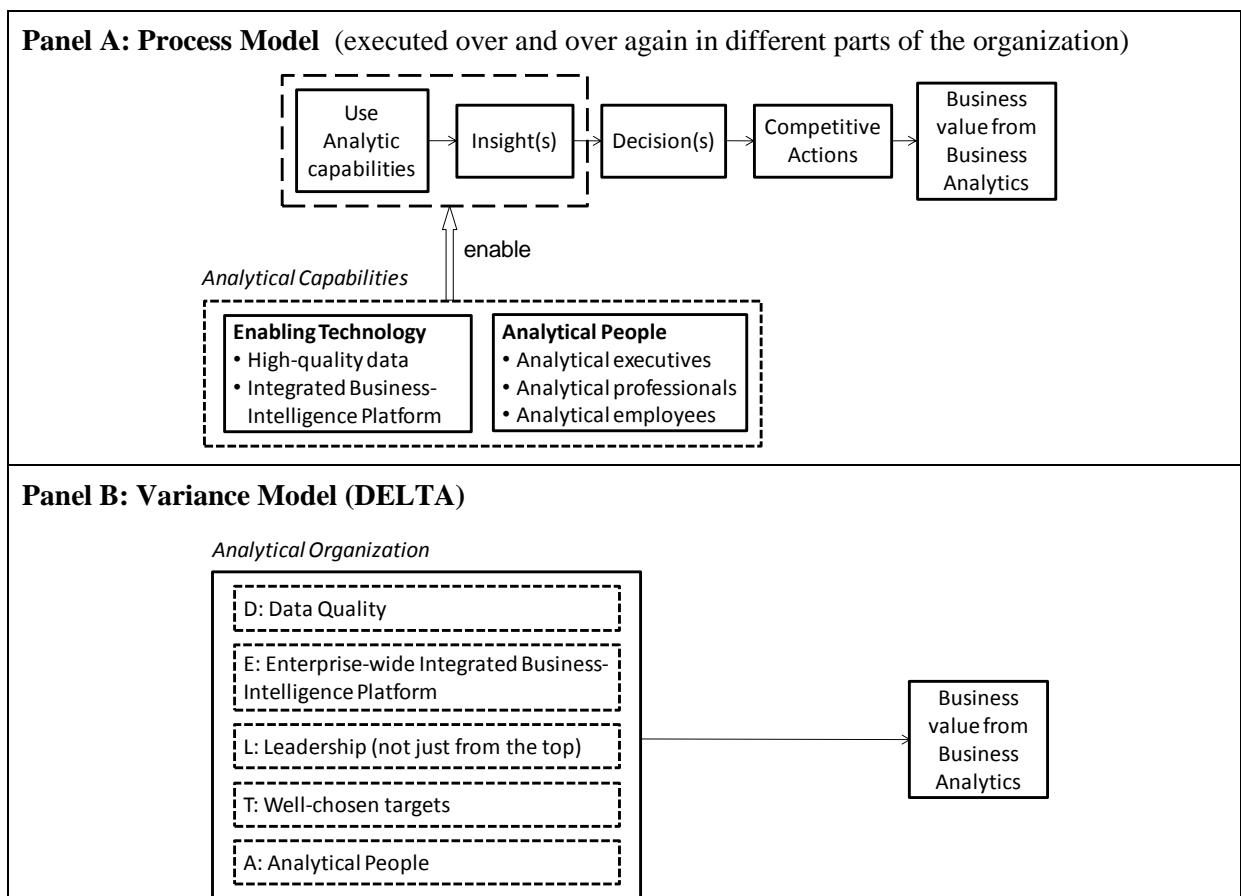 Panel A: Process Model (executed over and over again in different parts of the organization)
Use
Analytic
capabilities
Insight(s)
Decision(s)
Competitive
Actions
Business
value from
Business
Analytics
enable
Analytical Capabilities
Enabling Technology
• High-quality data
• Integrated Business-
Intelligence Platform
Analytical People
• Analytical executives
• Analytical professionals
• Analytical employees
Panel B: Variance Model (DELTA)
Analytical Organization
D: Data Quality
E: Enterprise-wide Integrated Business-
Intelligence Platform
L: Leadership (not just from the top)
T: Well-chosen targets
A: Analytical People
Business
value from
Business
Analytics